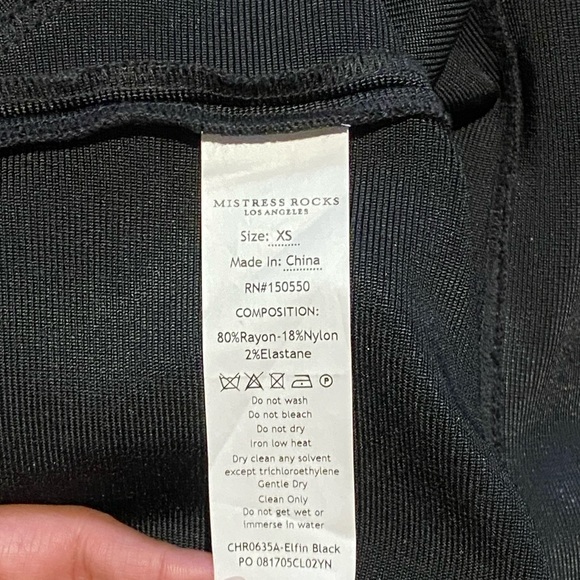 MISTRESS ROCKS
LOS ANGELES
Size: XS
Made In: China
RN#150550
COMPOSITION:
80%Rayon-18%Nylon
2%Elastane
Do not wash
Do not bleach
Do not dry
Iron low heat
Dry clean any solvent
except trichloroethylene
Gentle Dry
Clean Only
Do not get wet or
immerse in water
CHR0635A-Elfin Black
PO 081705CL02YN